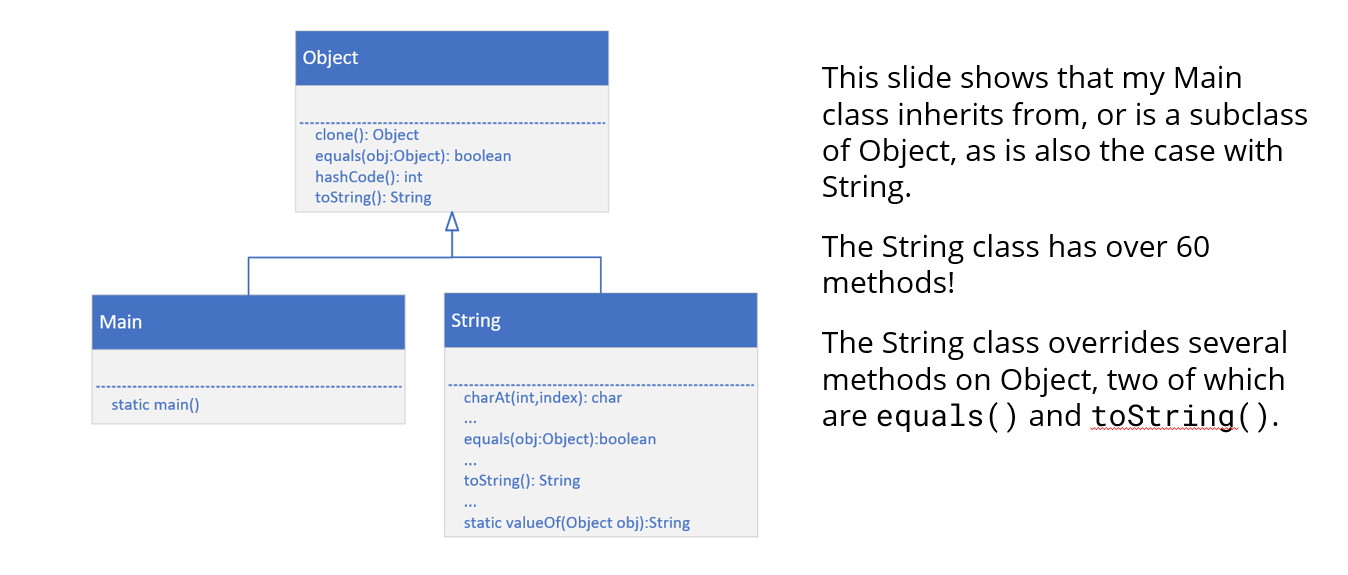 Object
clone(): Object
equals(obj:Object): boolean
hashCode(): int
toString(): String
Main
static main()
String
charAt(int,index): char
...
equals(obj:Object):boolean
...
toString(): String
...
static valueOf(Object obj):String
This slide shows that my Main
class inherits from, or is a subclass
of Object, as is also the case with
String.
The String class has over 60
methods!
The String class overrides several
methods on Object, two of which
are equals() and toString().